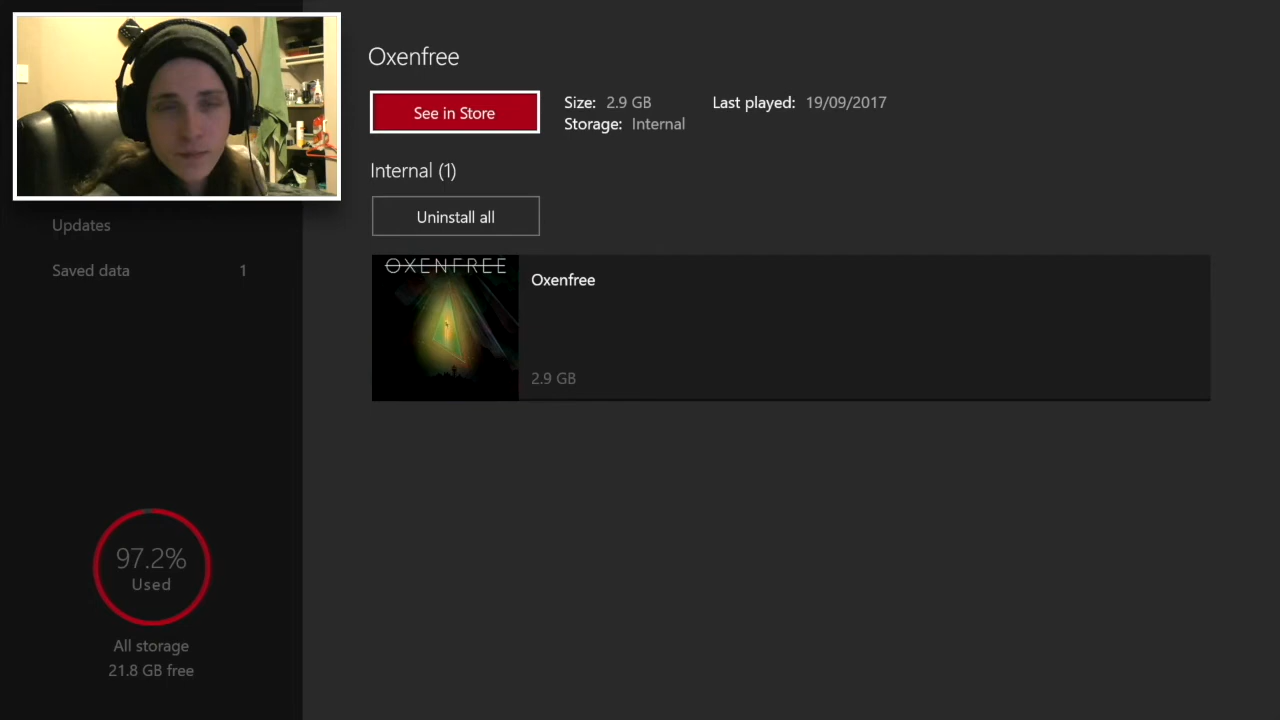 Oxenfree
See in Store
Size: 2.9 GB
Storage: Internal
Last played: 19/09/2017
Internal (1)
Uninstall all
OXENFREE
Oxenfree
2.9 GB
Updates
Saved data 1
97.2%
Used
All storage
21.8 GB free